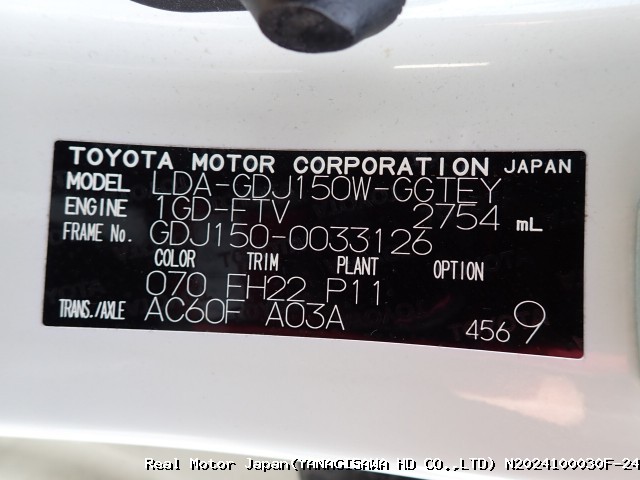 TOYOTA MOTOR CORPORATION JAPAN
MODEL LDA-GDJ150W-GGTEY
ENGINE 1GD-FTV 2754 mL
FRAME No. GDJ150-0033126
COLOR TRIM PLANT OPTION
070 FH22 P11
TRANS./AXLE AC60F A03A
4569
Real Motor Japan(YANAGISAWA HD CO.,LTD) N2024100030F-24